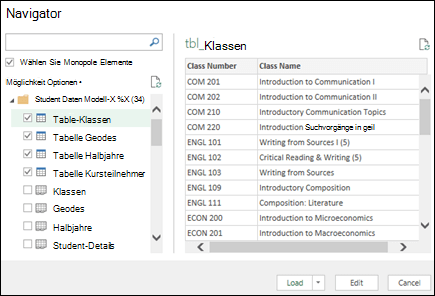 Navigator
Wählen Sie Monopole Elemente
Möglichkeit Optionen
Student Daten Modell-X %X (34)
Table-Klassen
Tabelle Geodes
Tabelle Halbjahre
Tabelle Kursteilnehmer
Klassen
Geodes
Halbjahre
Student-Details
tbl_Klassen
Class Number Class Name
COM 201 Introduction to Communication I
COM 202 Introduction to Communication II
COM 210 Introductory Communication Topics
COM 220 Introduction Suchvorgänge in geil
ENGL 101 Writing from Sources I (5)
ENGL 102 Critical Reading & Writing (5)
ENGL 103 Writing from Sources
ENGL 109 Introductory Composition
ENGL 111 Composition: Literature
ECON 200 Introduction to Microeconomics
ECON 201 Introduction to Macroeconomics
Load Edit Cancel